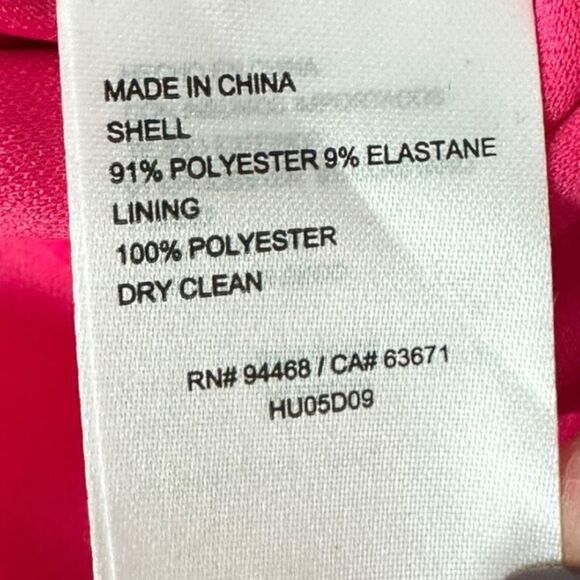 MADE IN CHINA
SHELL
91% POLYESTER 9% ELASTANE
LINING
100% POLYESTER
DRY CLEAN
RN# 94468 / CA# 63671
HU05D09